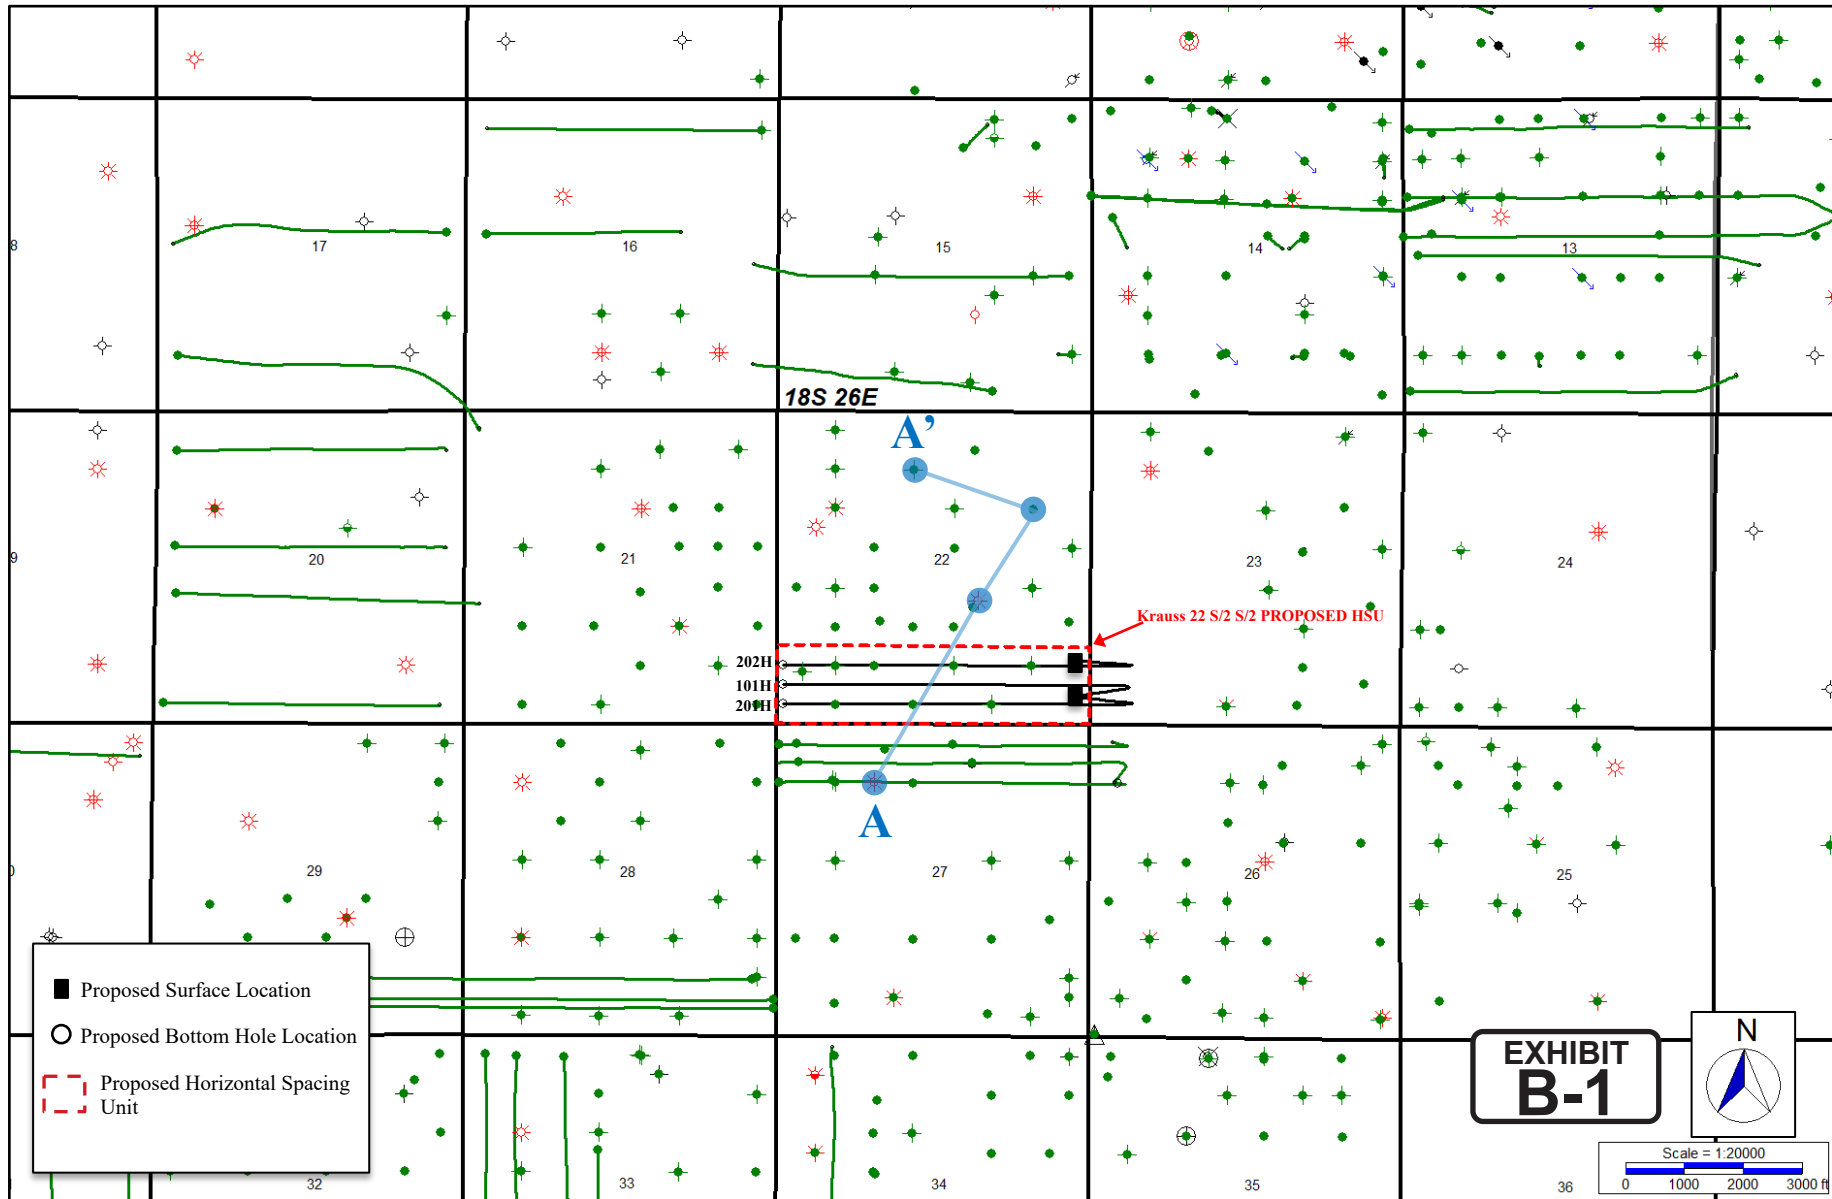 8
17
16
15
14
13
18S 26E
A’
9
20
21
22
23
24
Krauss 22 S/2 S/2 PROPOSED HSU
202H
101H
201H
A
29
28
27
26
25
Proposed Surface Location
Proposed Bottom Hole Location
Proposed Horizontal Spacing
Unit
32
33
34
35
36
EXHIBIT
B-1
N
Scale = 1:20000
0 1000 2000 3000 ft